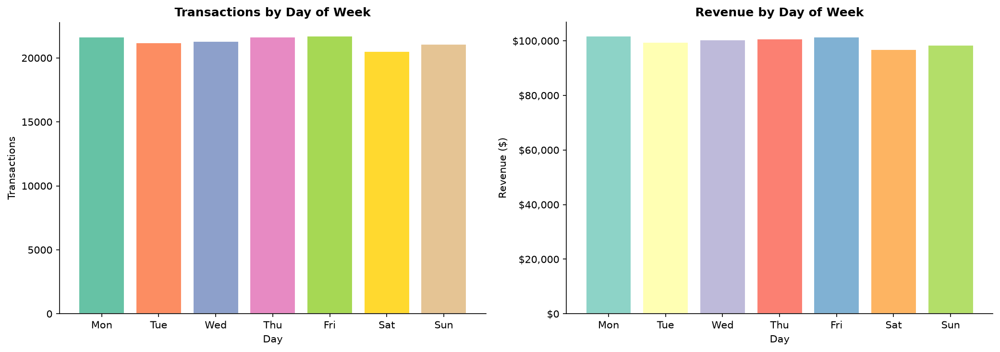 Transactions by Day of Week
Transactions
20000
15000
10000
5000
0
Mon Tue Wed Thu Fri Sat Sun
Day
Revenue by Day of Week
Revenue ($)
$100,000
$80,000
$60,000
$40,000
$20,000
$0
Mon Tue Wed Thu Fri Sat Sun
Day